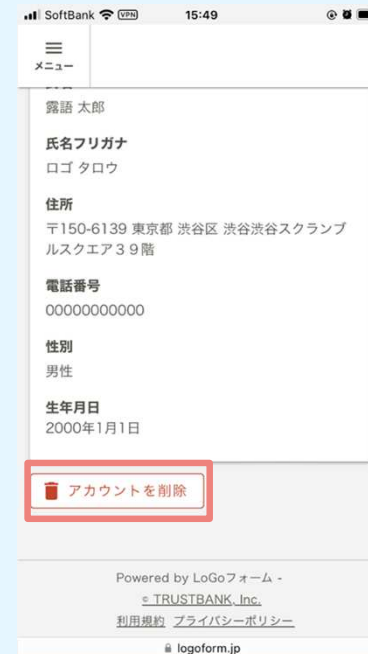 SoftBank VPN 15:49
メニュー
露語 太郎
氏名フリガナ
ロゴ タロウ
住所
〒150-6139 東京都 渋谷区 渋谷渋谷スクランブ
ルスクエア３９階
電話番号
00000000000
性別
男性
生年月日
2000年1月1日
アカウントを削除
Powered by LoGoフォーム -
© TRUSTBANK, Inc.
利用規約 プライバシーポリシー
logoform.jp